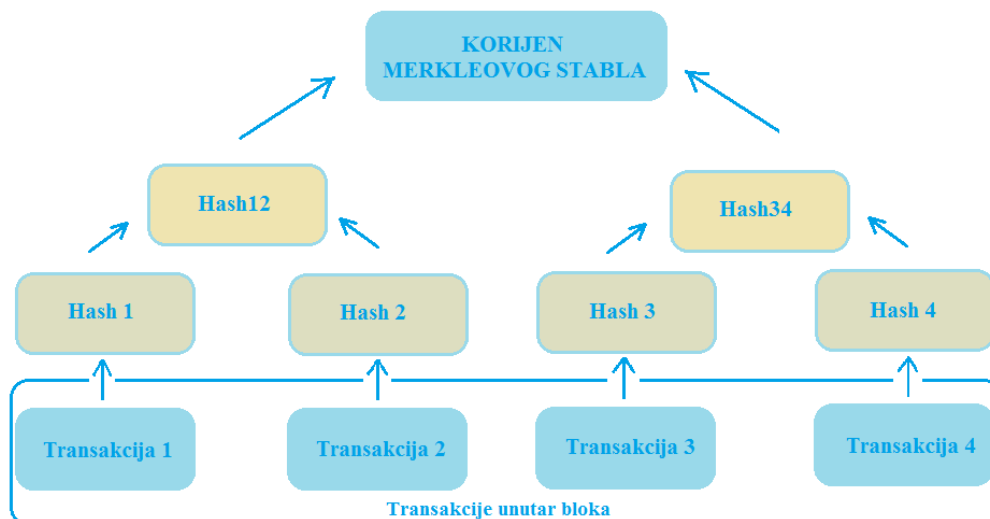 KORIJEN
MERKLEOVOG STABLA
Hash12
Hash34
Hash 1
Hash 2
Hash 3
Hash 4
Transakcija 1
Transakcija 2
Transakcija 3
Transakcija 4
Transakcije unutar bloka